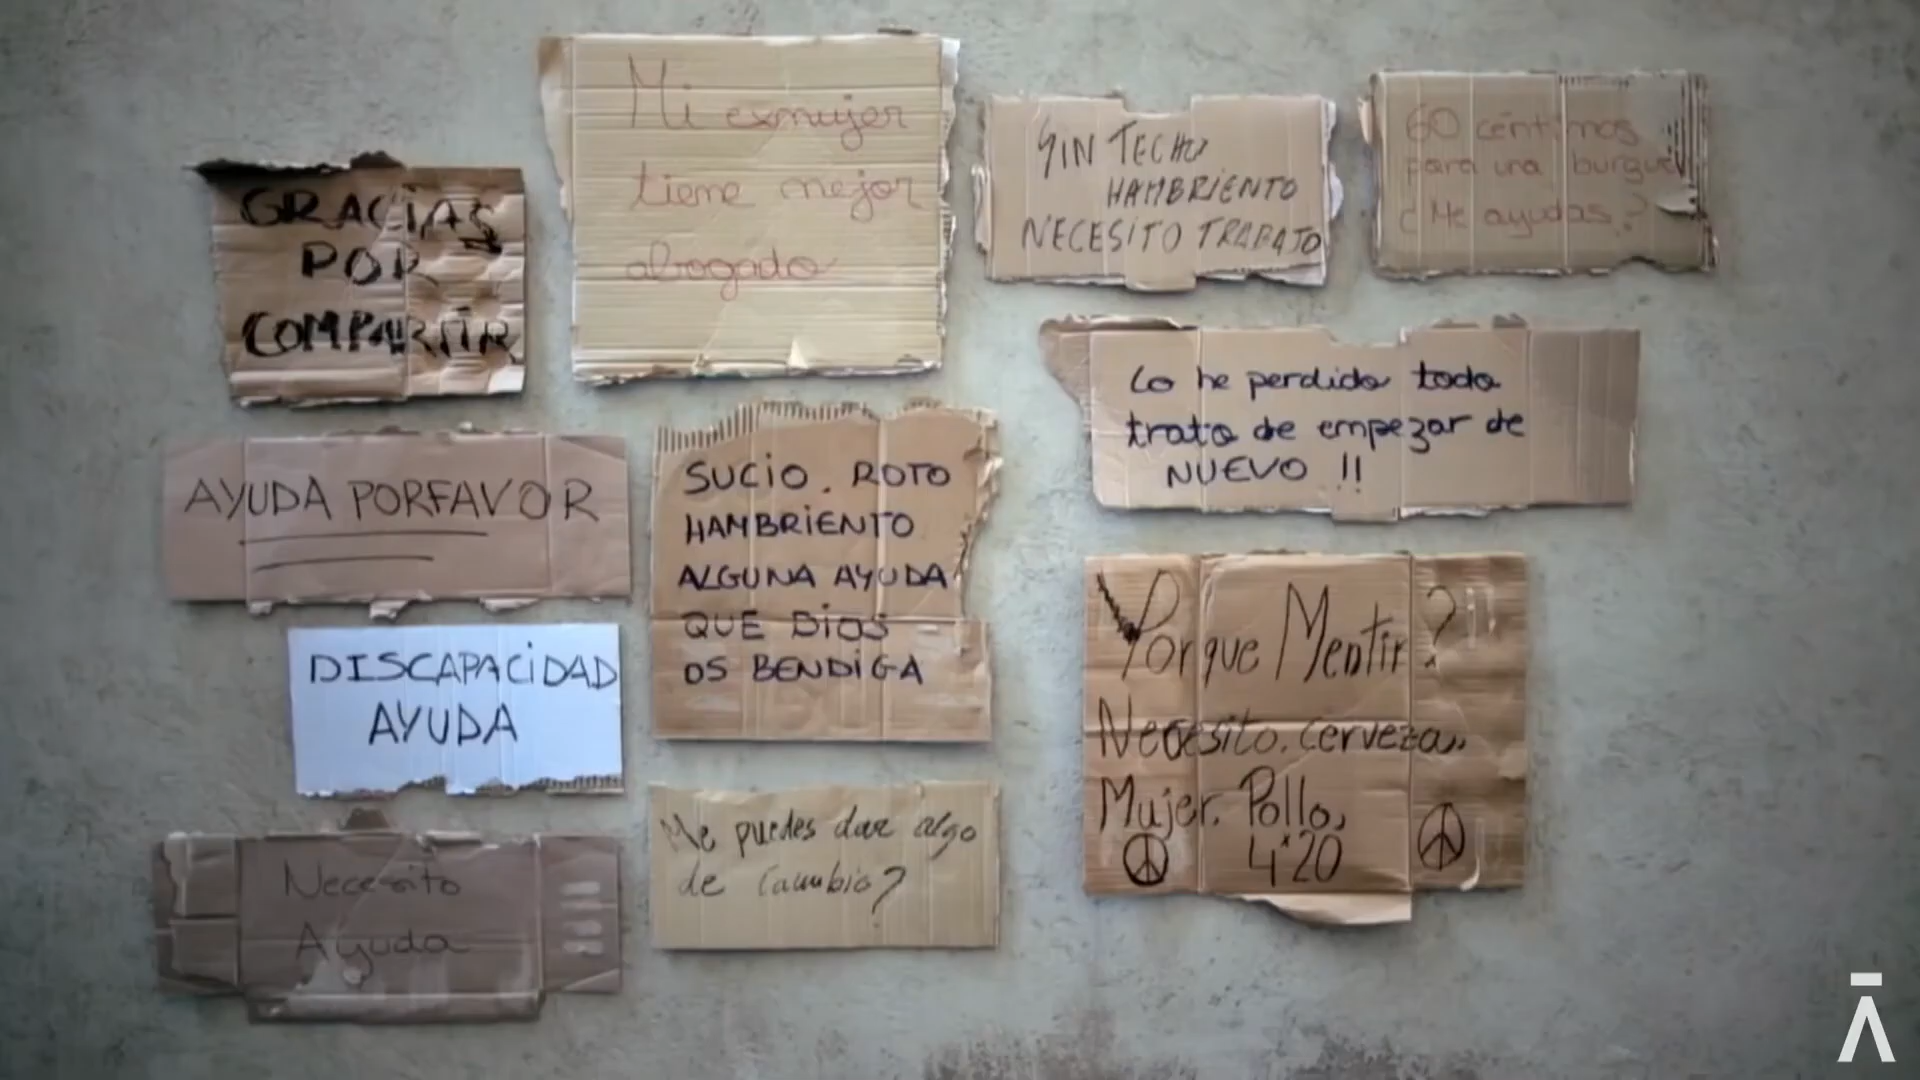 GRACIAS
POR
COMPARTIR
Mi exmujer
tiene mejor
abogado
SIN TECHO
HAMBRIENTO
NECESITO TRABAJO
60 céntimos
para una burguer
¿Me ayudas?
Lo he perdido todo
trato de empezar de
NUEVO !!
AYUDA PORFAVOR
SUCIO. ROTO
HAMBRIENTO
ALGUNA AYUDA
QUE DIOS
OS BENDIGA
DISCAPACIDAD
AYUDA
Porque Mentir?
Necesito. cerveza,
Mujer. Pollo,
4'20
Necesito
Ayuda
Me puedes dar algo
de Cambio?